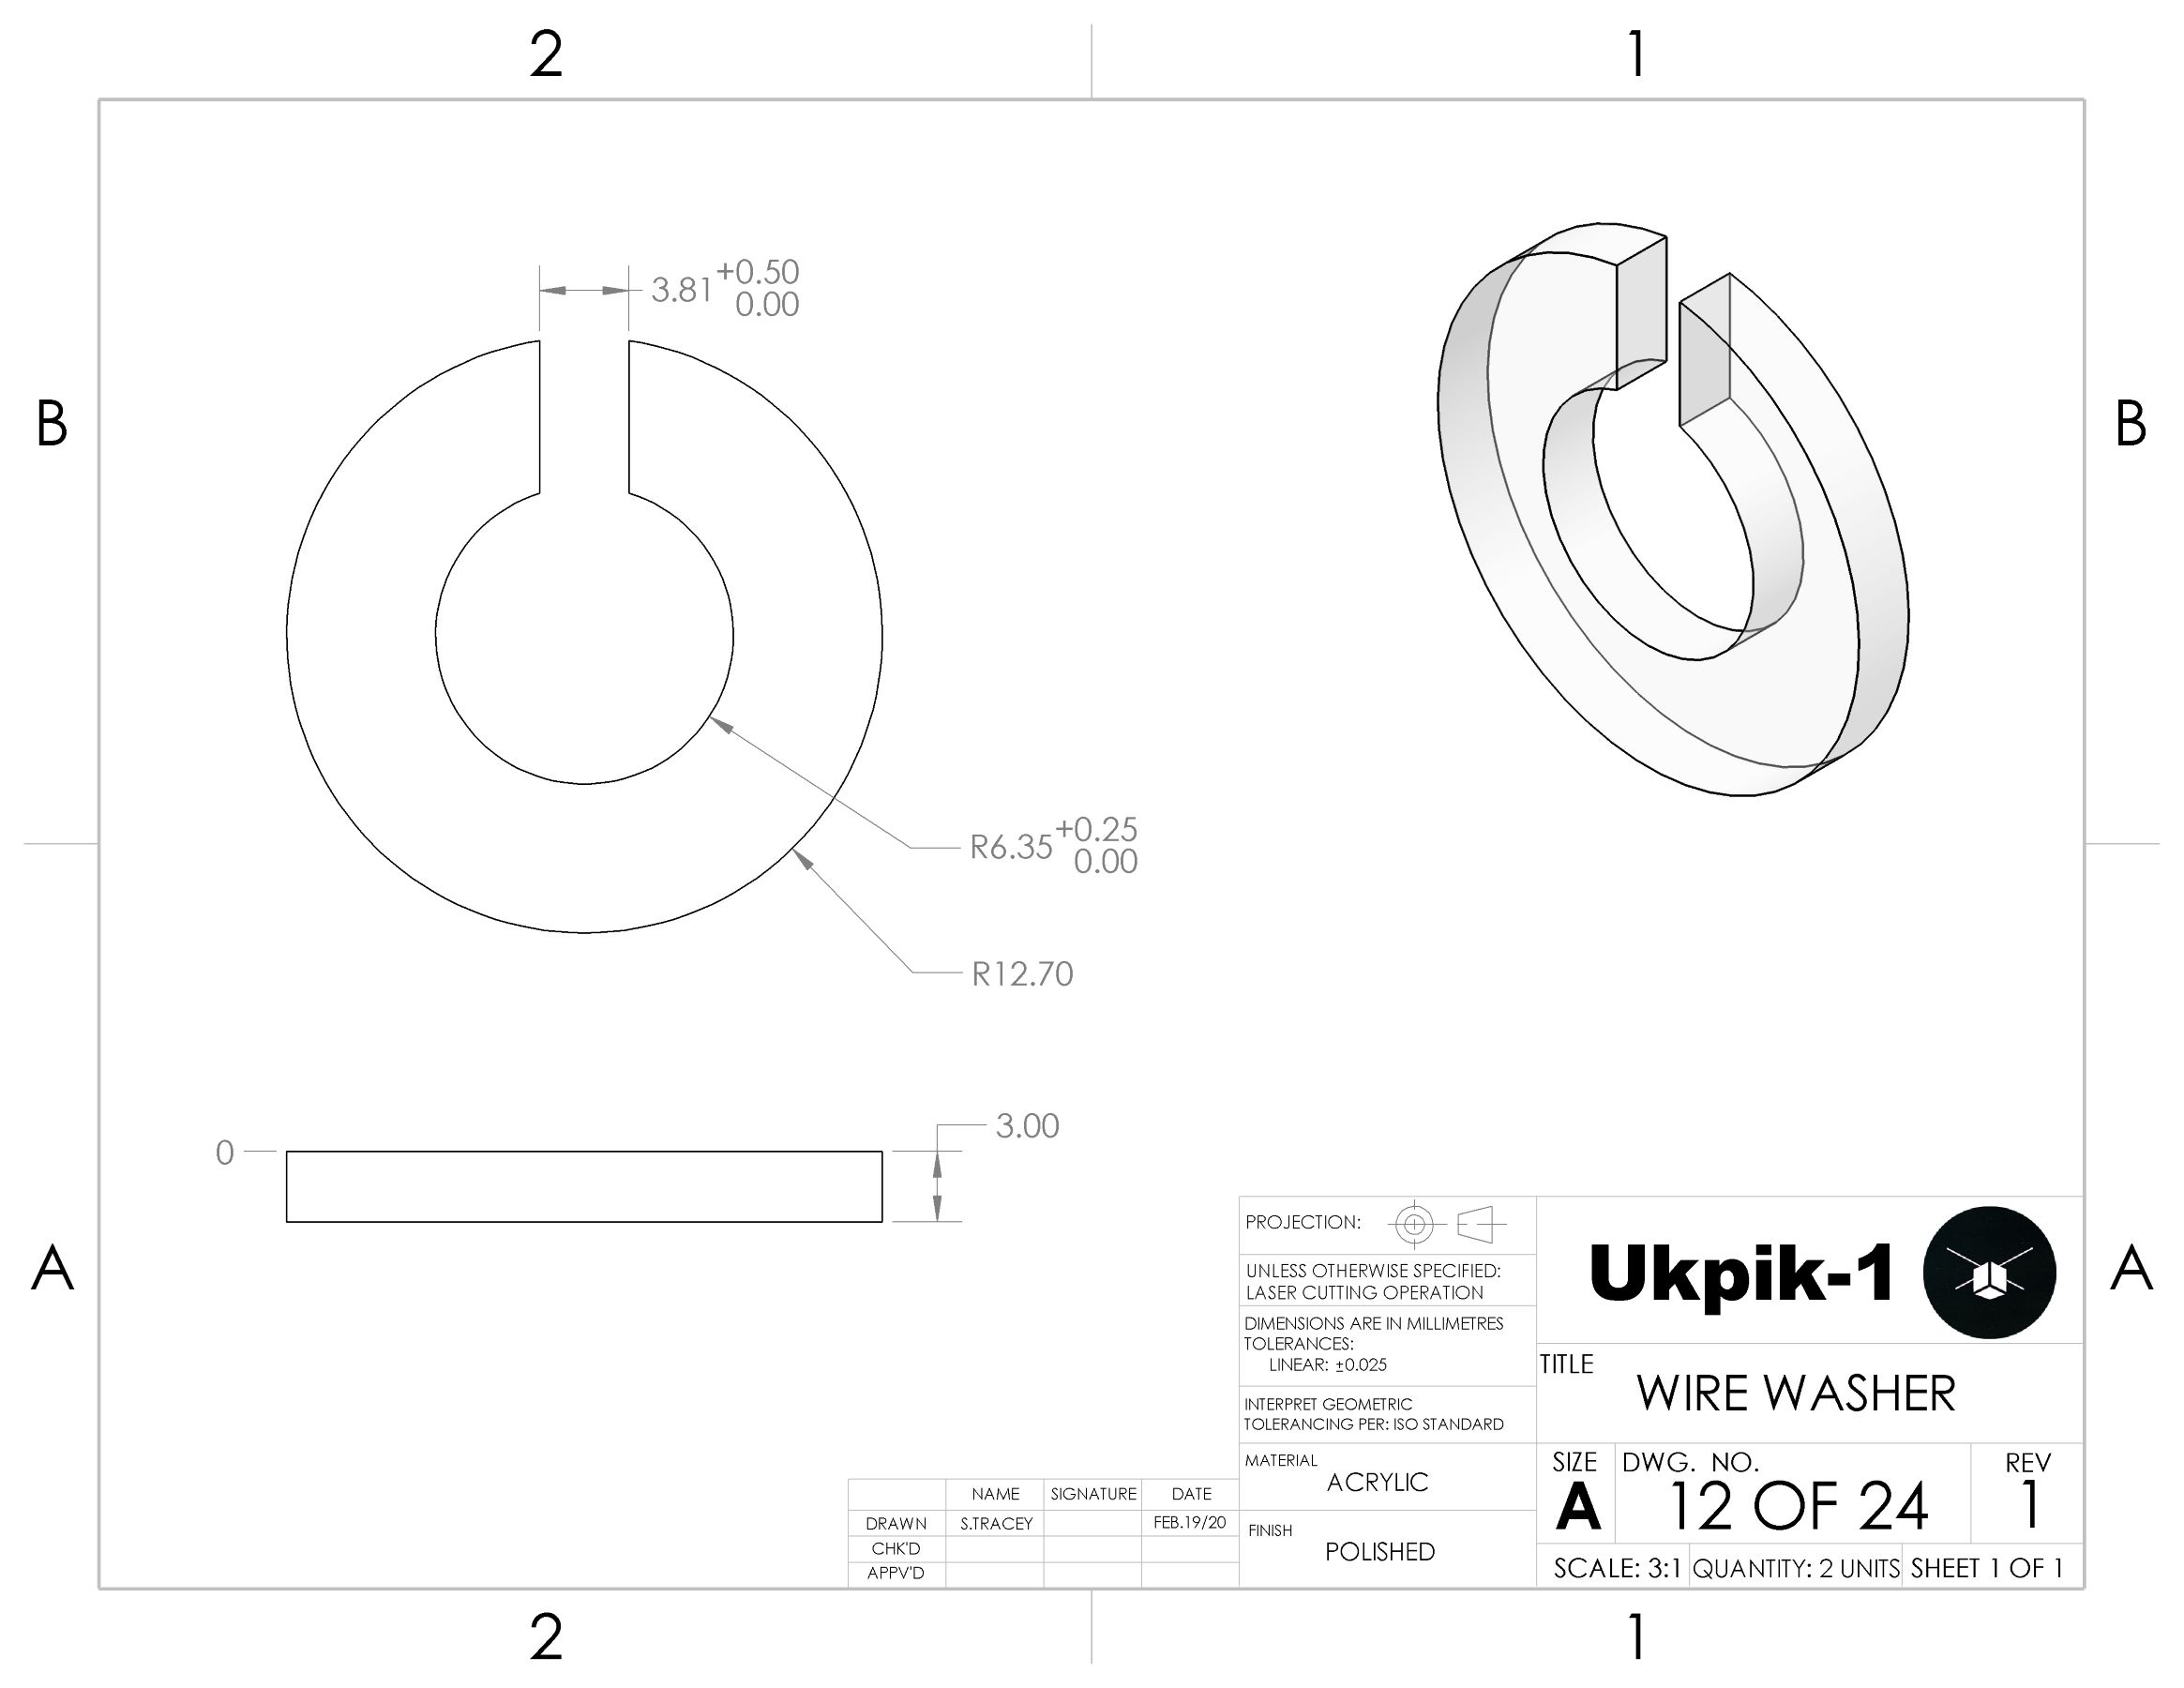 2 1
B B
3.81 +0.50
0.00
R6.35 +0.25
0.00
R12.70
0
3.00
A A
PROJECTION:
UNLESS OTHERWISE SPECIFIED:
LASER CUTTING OPERATION
DIMENSIONS ARE IN MILLIMETRES
TOLERANCES:
LINEAR: ±0.025
INTERPRET GEOMETRIC
TOLERANCING PER: ISO STANDARD
MATERIAL
ACRYLIC
FINISH
POLISHED
Ukpik-1
TITLE
WIRE WASHER
SIZE DWG. NO. REV
A 12 OF 24 1
SCALE: 3:1 QUANTITY: 2 UNITS SHEET 1 OF 1
NAME SIGNATURE DATE
DRAWN S.TRACEY FEB.19/20
CHK'D
APPV'D
2 1